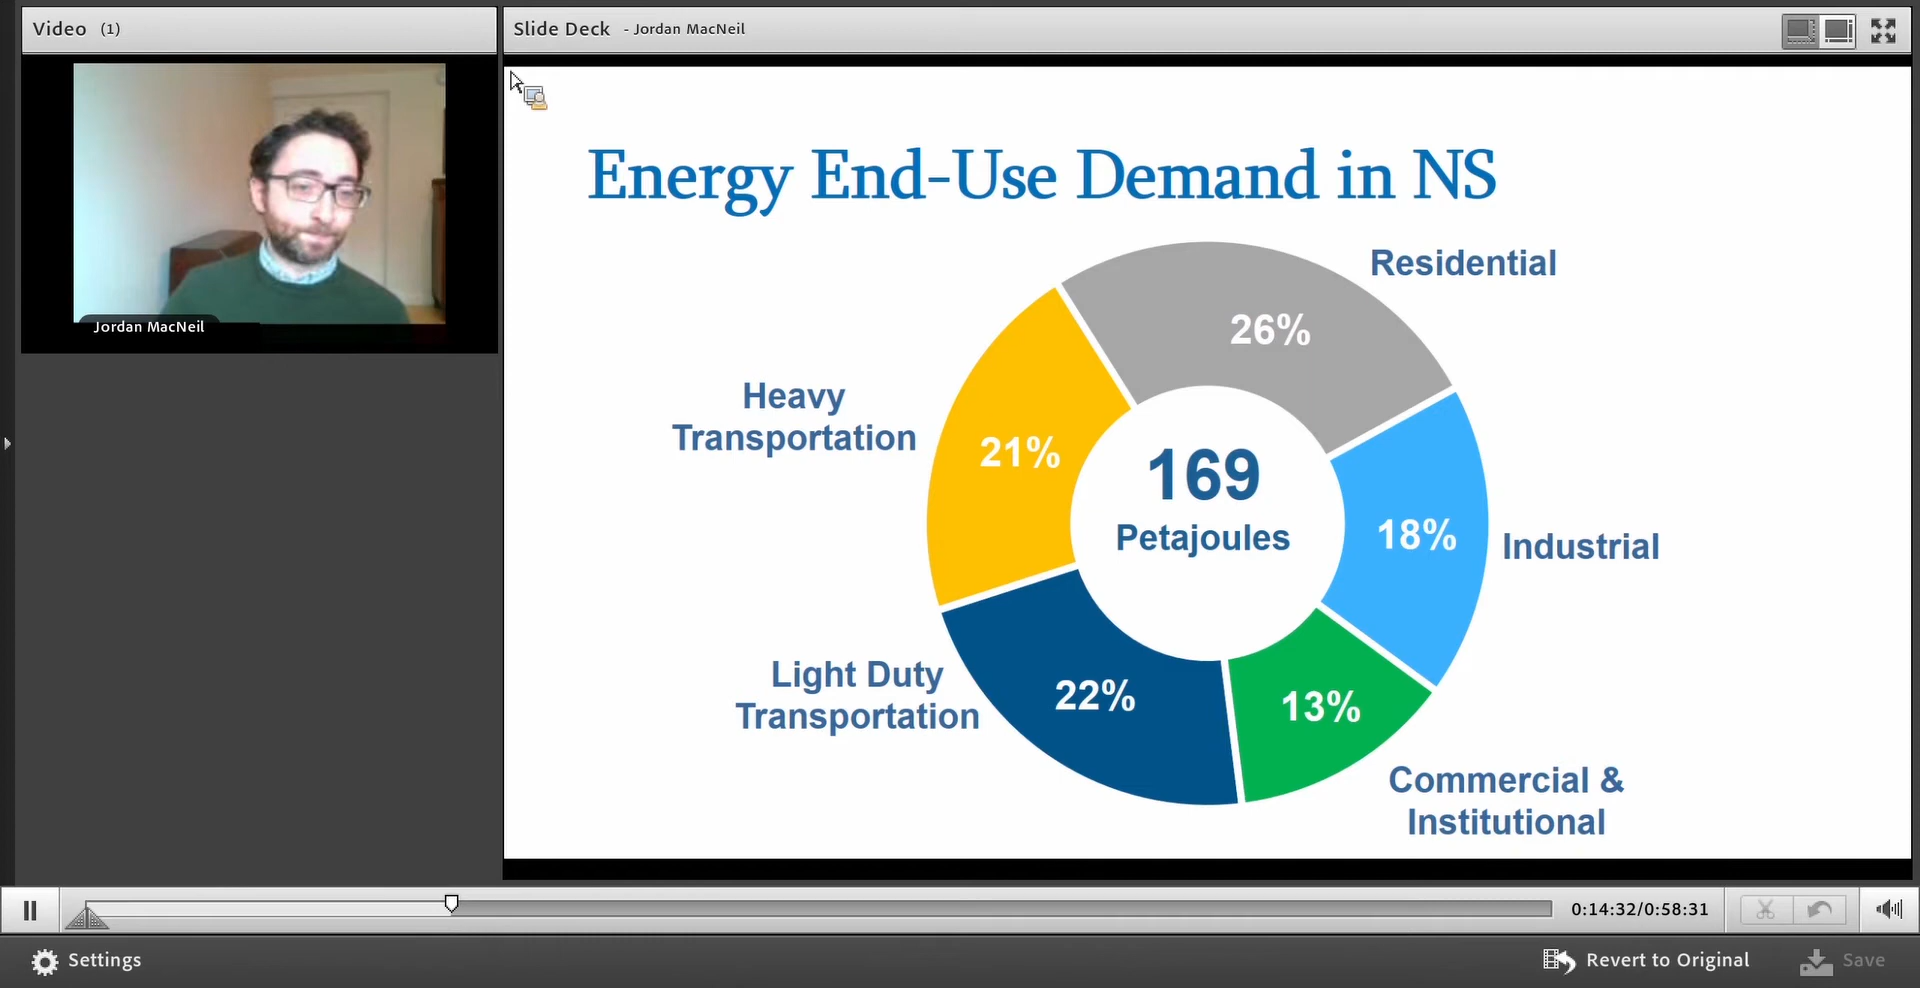 Video (1)
Jordan MacNeil
Slide Deck - Jordan MacNeil
Energy End-Use Demand in NS
Residential
26%
Heavy
Transportation
21%
169
Petajoules
18%
Industrial
Light Duty
Transportation
22%
13%
Commercial &
Institutional
0:14:32/0:58:31
Settings
Revert to Original
Save